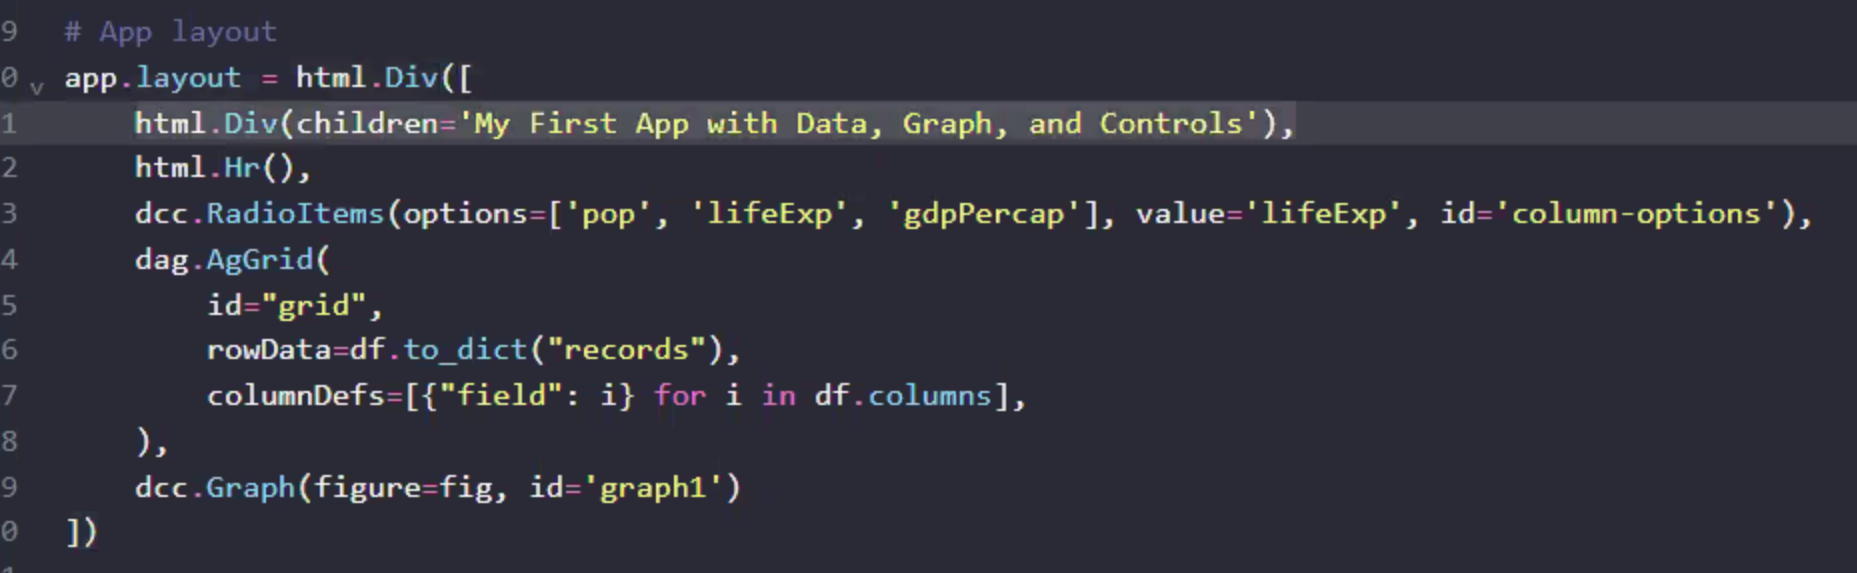 9 # App layout
0 v app.layout = html.Div([
1 html.Div(children='My First App with Data, Graph, and Controls'),
2 html.Hr(),
3 dcc.RadioItems(options=['pop', 'lifeExp', 'gdpPercap'], value='lifeExp', id='column-options'),
4 dag.AgGrid(
5 id="grid",
6 rowData=df.to_dict("records"),
7 columnDefs=[{"field": i} for i in df.columns],
8 ),
9 dcc.Graph(figure=fig, id='graph1')
0 ])